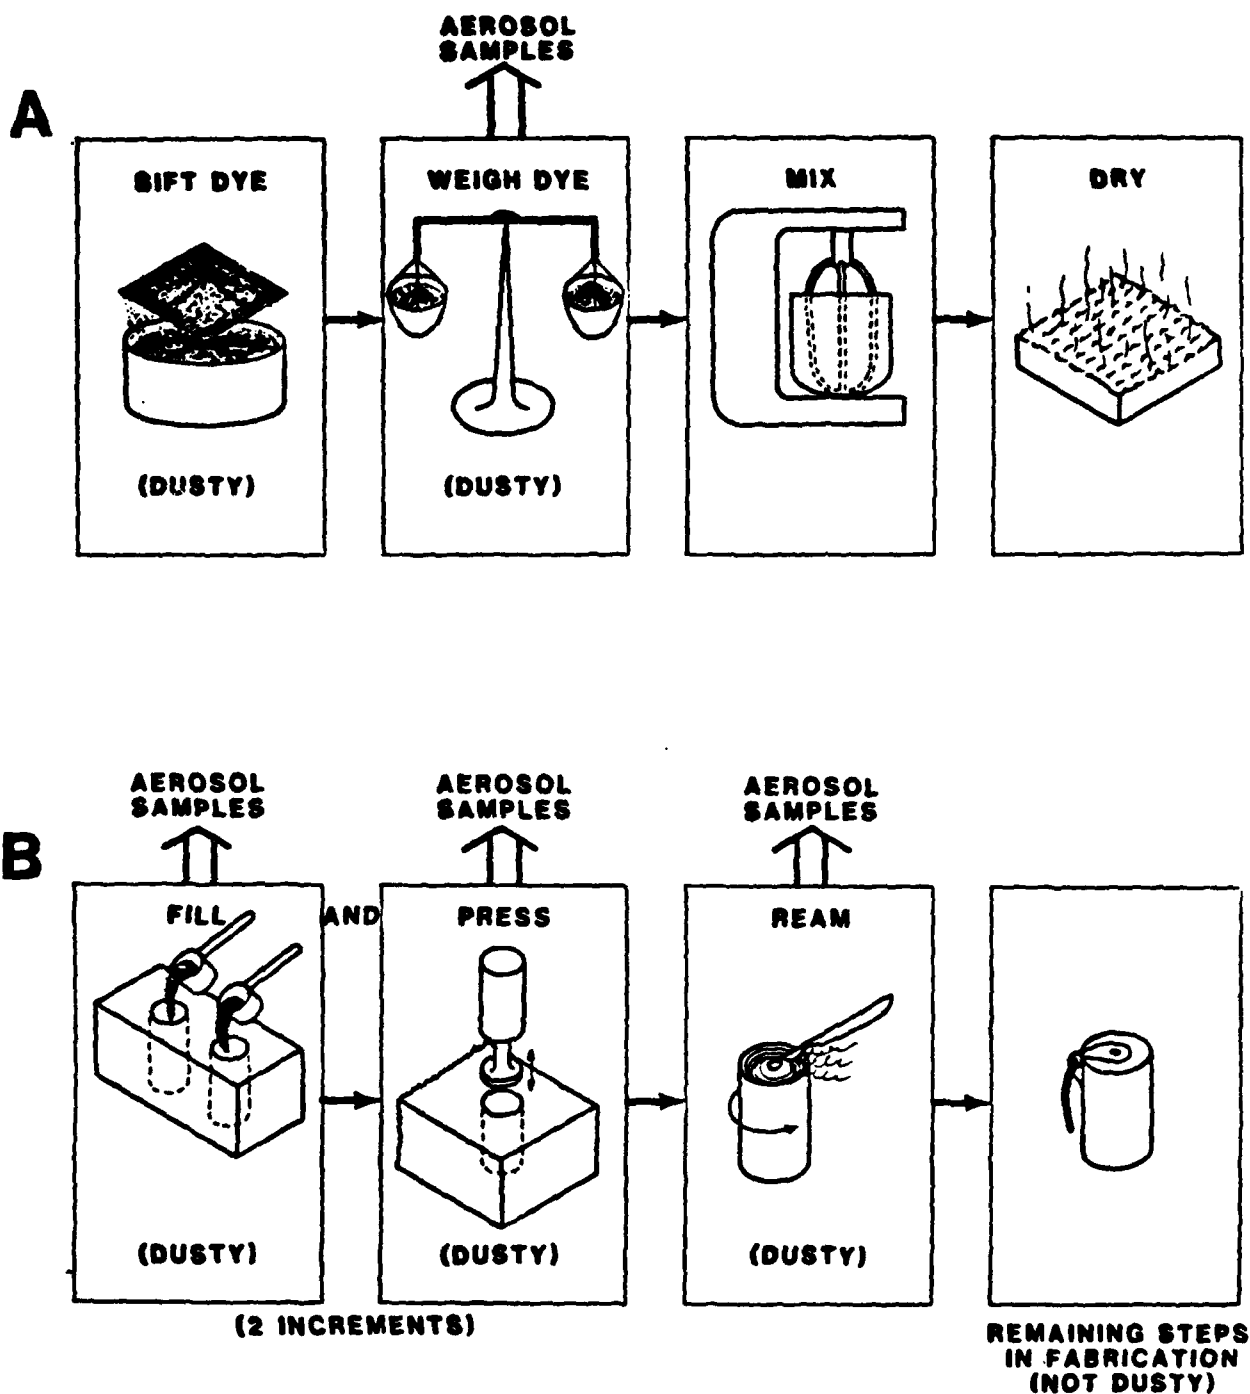 AEROSOL
SAMPLES
A
SIFT DYE
WEIGH DYE
MIX
DRY
(DUSTY)
(DUSTY)
AEROSOL
SAMPLES
AEROSOL
SAMPLES
AEROSOL
SAMPLES
B
FILL AND PRESS
REAM
(DUSTY)
(DUSTY)
(DUSTY)
(2 INCREMENTS)
REMAINING STEPS
IN FABRICATION
(NOT DUSTY)